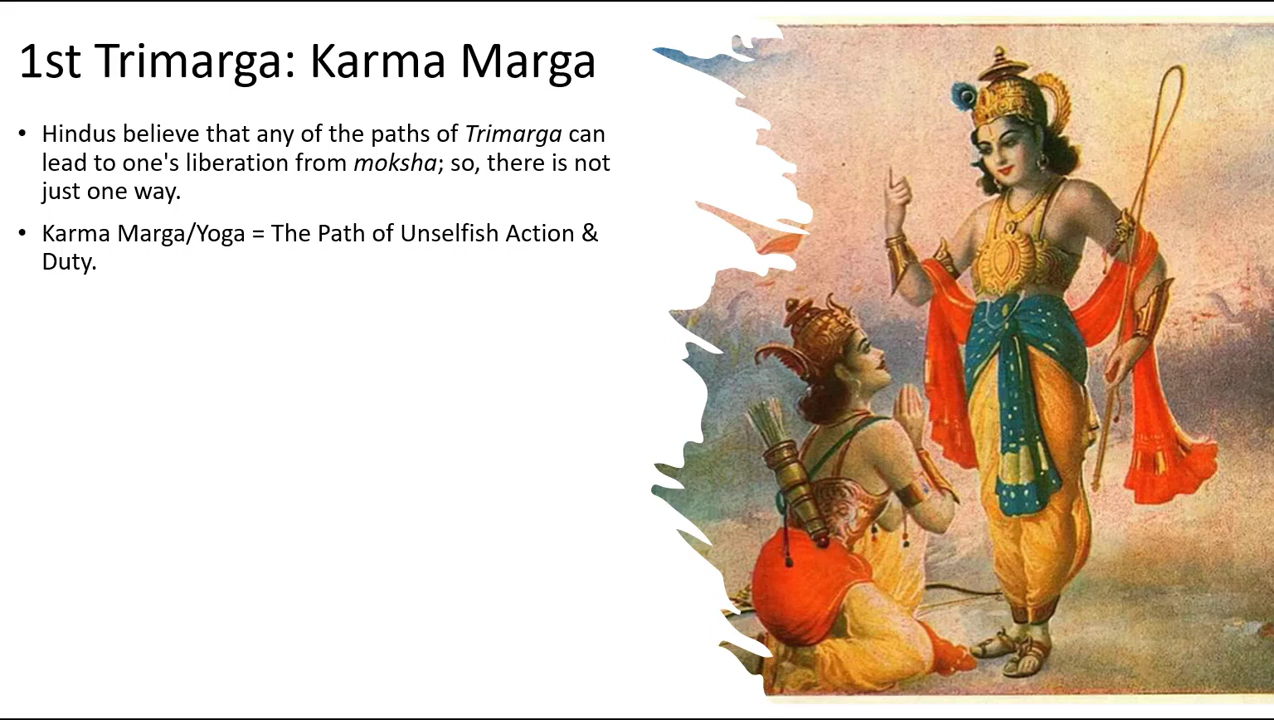 1st Trimarga: Karma Marga
• Hindus believe that any of the paths of Trimarga can
lead to one's liberation from moksha; so, there is not
just one way.
• Karma Marga/Yoga = The Path of Unselfish Action &
Duty.